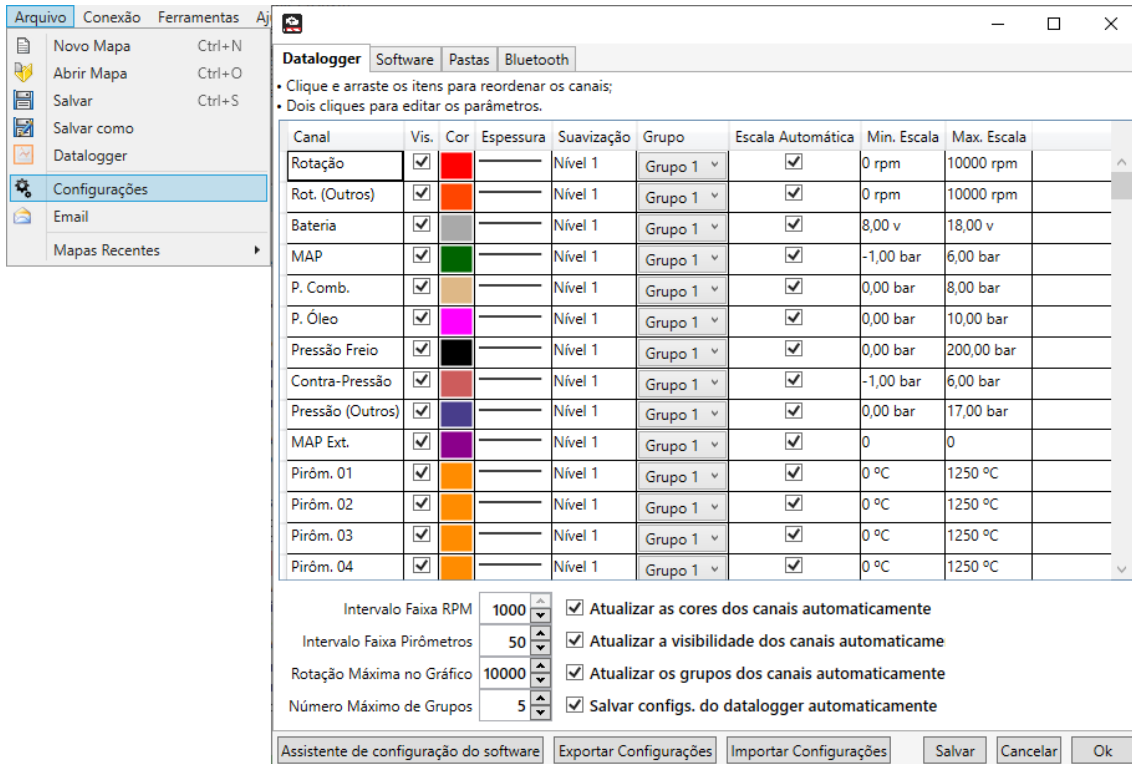 Arquivo Conexão Ferramentas
Novo Mapa Ctrl+N
Abrir Mapa Ctrl+O
Salvar Ctrl+S
Salvar como
Datalogger
Configurações
Email
Mapas Recentes
Datalogger Software Pastas Bluetooth
• Clique e arraste os itens para reordenar os canais;
• Dois cliques para editar os parâmetros.
Canal Vis. Cor Espessura Suavização Grupo Escala Automática Min. Escala Max. Escala
Rotação Nível 1 Grupo 1 0 rpm 10000 rpm
Rot. (Outros) Nível 1 Grupo 1 0 rpm 10000 rpm
Bateria Nível 1 Grupo 1 8,00 v 18,00 v
MAP Nível 1 Grupo 1 -1,00 bar 6,00 bar
P. Comb. Nível 1 Grupo 1 0,00 bar 8,00 bar
P. Óleo Nível 1 Grupo 1 0,00 bar 10,00 bar
Pressão Freio Nível 1 Grupo 1 0,00 bar 200,00 bar
Contra-Pressão Nível 1 Grupo 1 -1,00 bar 6,00 bar
Pressão (Outros) Nível 1 Grupo 1 0,00 bar 17,00 bar
MAP Ext. Nível 1 Grupo 1 0 0
Pirôm. 01 Nível 1 Grupo 1 0 ºC 1250 ºC
Pirôm. 02 Nível 1 Grupo 1 0 ºC 1250 ºC
Pirôm. 03 Nível 1 Grupo 1 0 ºC 1250 ºC
Pirôm. 04 Nível 1 Grupo 1 0 ºC 1250 ºC
Intervalo Faixa RPM 1000 Atualizar as cores dos canais automaticamente
Intervalo Faixa Pirômetros 50 Atualizar a visibilidade dos canais automaticame
Rotação Máxima no Gráfico 10000 Atualizar os grupos dos canais automaticamente
Número Máximo de Grupos 5 Salvar configs. do datalogger automaticamente
Assistente de configuração do software Exportar Configurações Importar Configurações Salvar Cancelar Ok